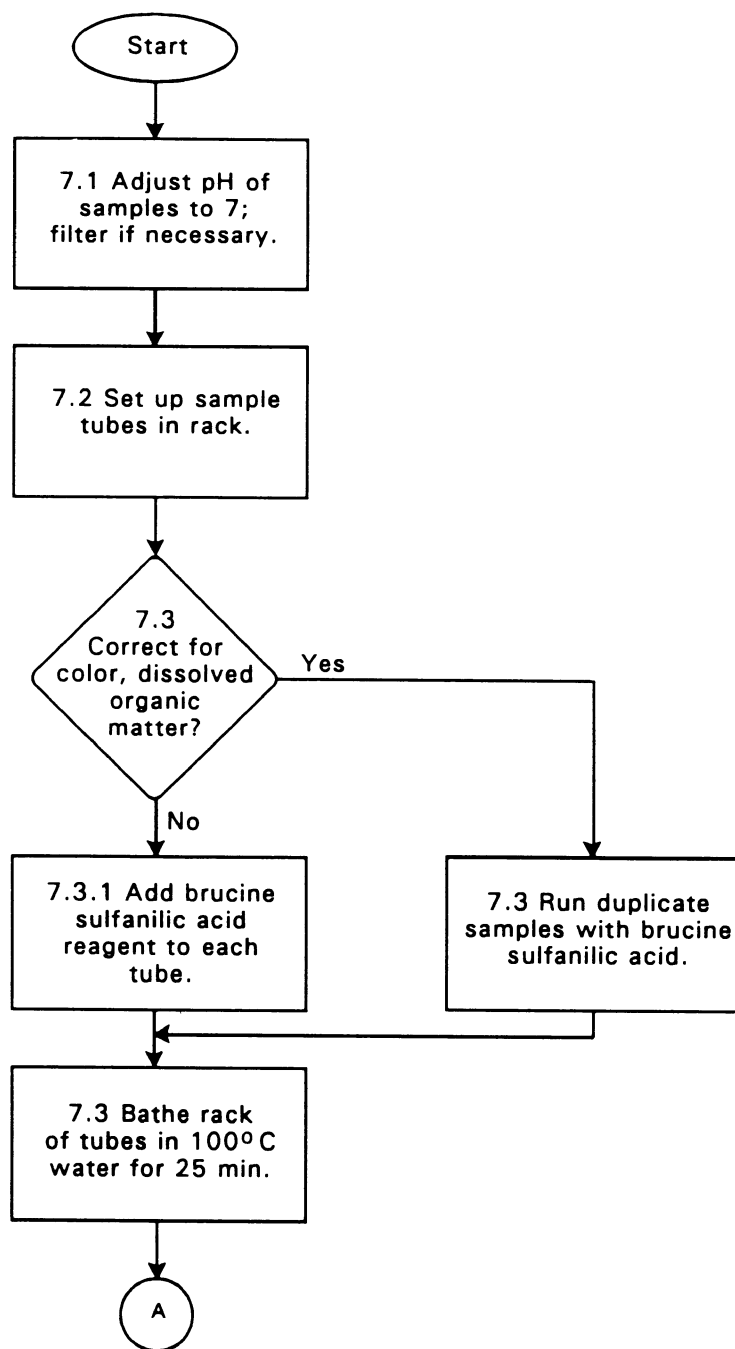 Start
7.1 Adjust pH of
samples to 7;
filter if necessary.
7.2 Set up sample
tubes in rack.
7.3
Correct for
color, dissolved
organic
matter?
Yes
No
7.3.1 Add brucine
sulfanilic acid
reagent to each
tube.
7.3 Run duplicate
samples with brucine
sulfanilic acid.
7.3 Bathe rack
of tubes in 100°C
water for 25 min.
A